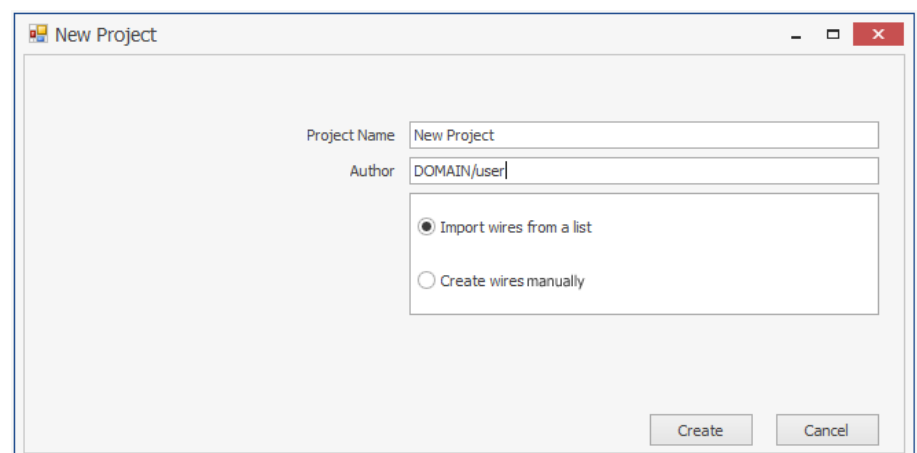 New Project
Project Name New Project
Author DOMAIN/user
Import wires from a list
Create wires manually
Create Cancel